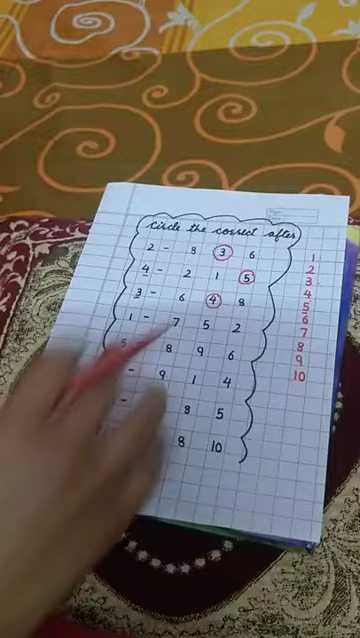 Circle the correct after
2 - 8 3 6
4 - 2 1 5
3 - 6 4 8
1 - 7 5 2
5 8 9 6
- 9 1 4
- 8 5
8 10
1
2
3
4
5
6
7
8
9
10